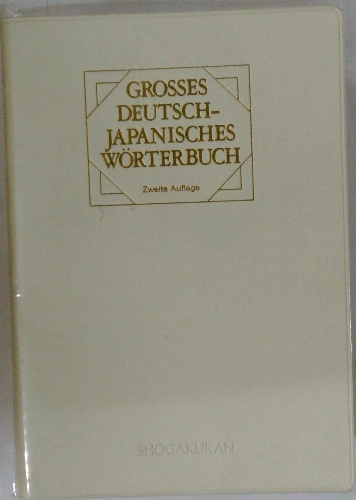 GROSSES
DEUTSCH-
JAPANISCHES
WÖRTERBUCH
Zweite Auflage
SHOGAKUKAN